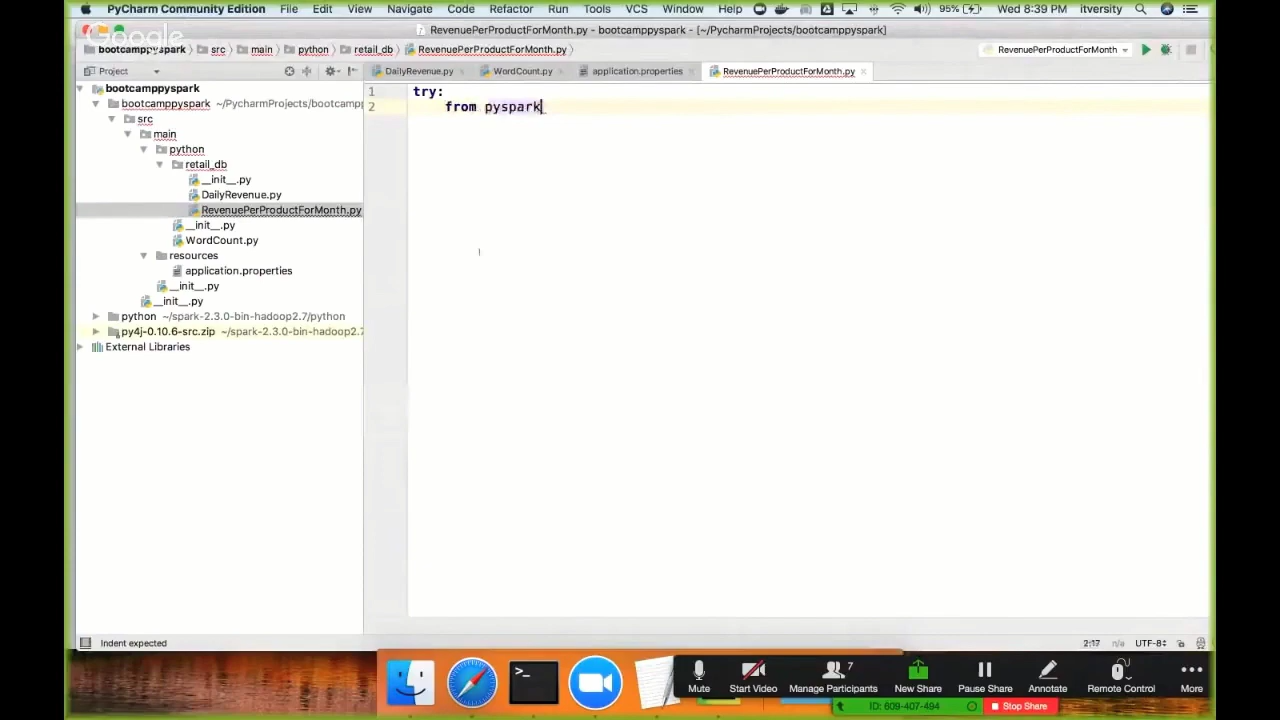 PyCharm Community Edition File Edit View Navigate Code Refactor Run Tools VCS Window Help 95% Wed 8:39 PM itversity
RevenuePerProductForMonth.py - bootcamppyspark - [~/PycharmProjects/bootcamppyspark]
Google
bootcamppyspark src main python retail_db RevenuePerProductForMonth.py RevenuePerProductForMonth
Project DailyRevenue.py WordCount.py application.properties RevenuePerProductForMonth.py
bootcamppyspark
bootcamppyspark ~/PycharmProjects/bootcamp
src
main
python
retail_db
__init__.py
DailyRevenue.py
RevenuePerProductForMonth.py
__init__.py
WordCount.py
resources
application.properties
__init__.py
__init__.py
python ~/spark-2.3.0-bin-hadoop2.7/python
py4j-0.10.6-src.zip ~/spark-2.3.0-bin-hadoop2.7
External Libraries
1 try:
2 from pyspark
Indent expected 2:17 n/a UTF-8
Mute Start Video 7 Manage Participants New Share Pause Share Annotate Remote Control More
ID: 609-407-494 Stop Share